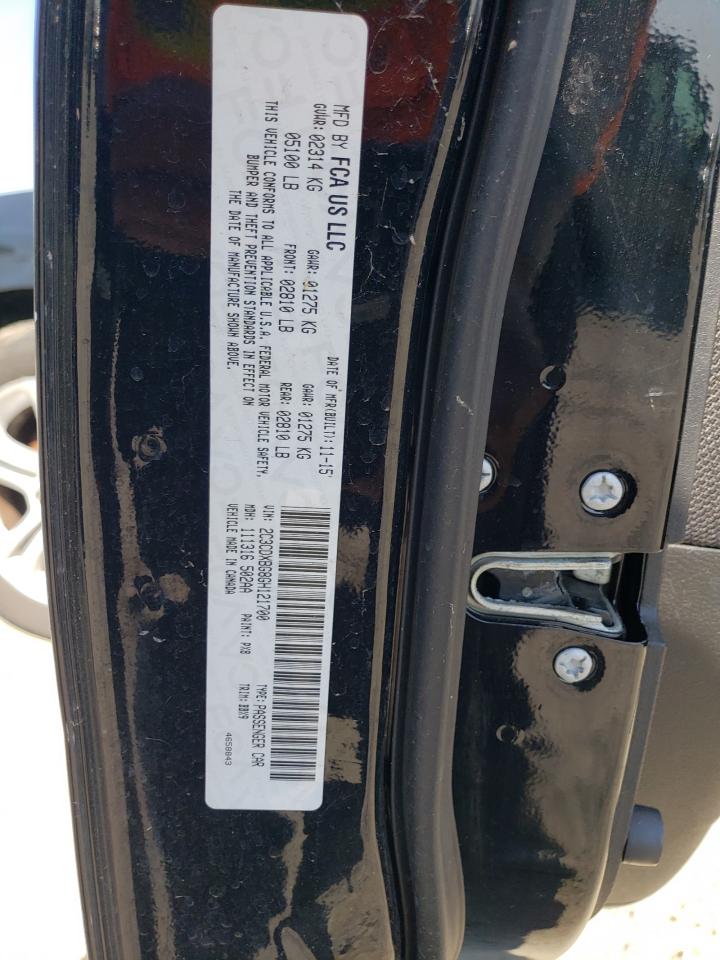 MFD BY FCA US LLC
DATE OF MFR(BUILT): 11-15
GVWR: 02314 KG GAWR: 01275 KG GAWR: 01275 KG
05100 LB FRONT: 02810 LB REAR: 02810 LB
THIS VEHICLE CONFORMS TO ALL APPLICABLE U.S.A. FEDERAL MOTOR VEHICLE SAFETY,
BUMPER AND THEFT PREVENTION STANDARDS IN EFFECT ON
THE DATE OF MANUFACTURE SHOWN ABOVE.
VIN: 2C3CDXBG8GH121700 TYPE: PASSENGER CAR
MDH: 111316 502AA PAINT: PX8 TRIM: BBX9
VEHICLE MADE IN CANADA
4658843